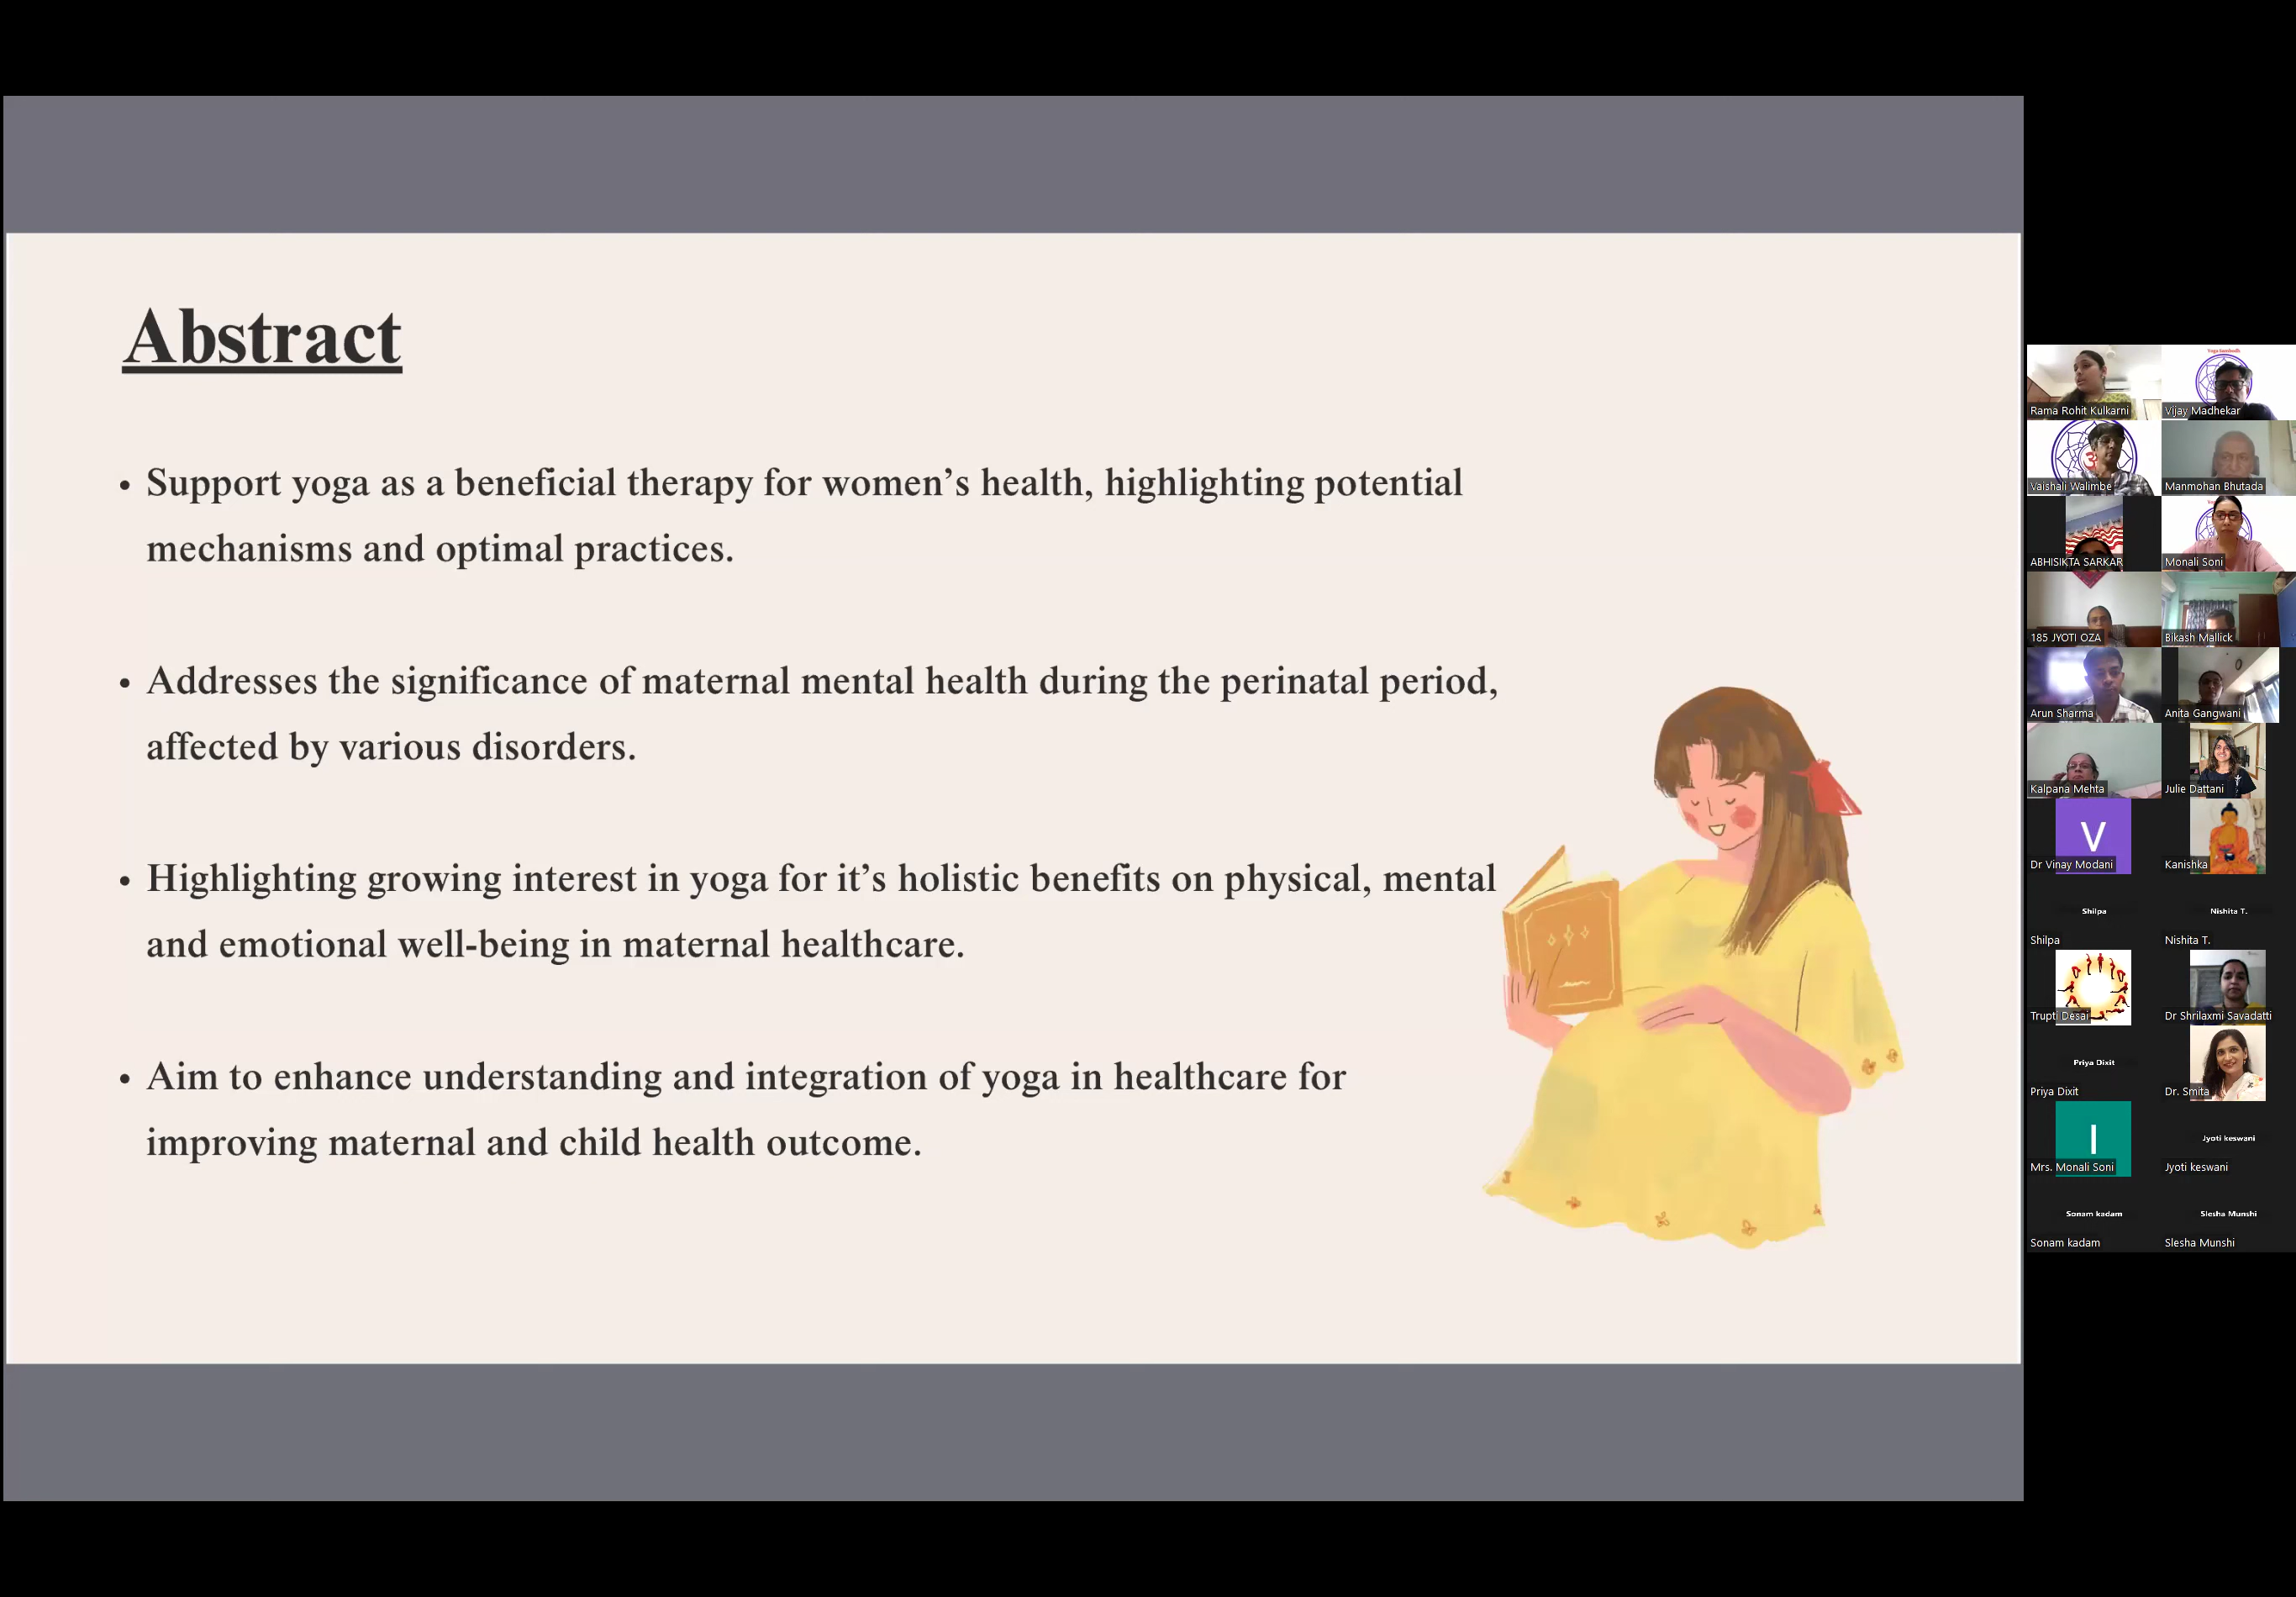 Abstract
• Support yoga as a beneficial therapy for women’s health, highlighting potential
mechanisms and optimal practices.
• Addresses the significance of maternal mental health during the perinatal period,
affected by various disorders.
• Highlighting growing interest in yoga for it’s holistic benefits on physical, mental
and emotional well-being in maternal healthcare.
• Aim to enhance understanding and integration of yoga in healthcare for
improving maternal and child health outcome.
Rama Rohit Kulkarni
Vijay Madhekar
Vaishali Walimbe
Manmohan Bhutada
ABHISIKTA SARKAR
Monali Soni
185 JYOTI OZA
Bikash Mallick
Arun Sharma
Anita Gangwani
Kalpana Mehta
Julie Dattani
V
Dr Vinay Modani
Kanishka
Shilpa
Nishita T.
Shilpa
Nishita T.
Trupti Desai
Dr Shrilaxmi Savadatti
Priya Dixit
Priya Dixit
Dr. Smita
I
Mrs. Monali Soni
Jyoti keswani
Jyoti keswani
Sonam kadam
Slesha Munshi
Sonam kadam
Slesha Munshi